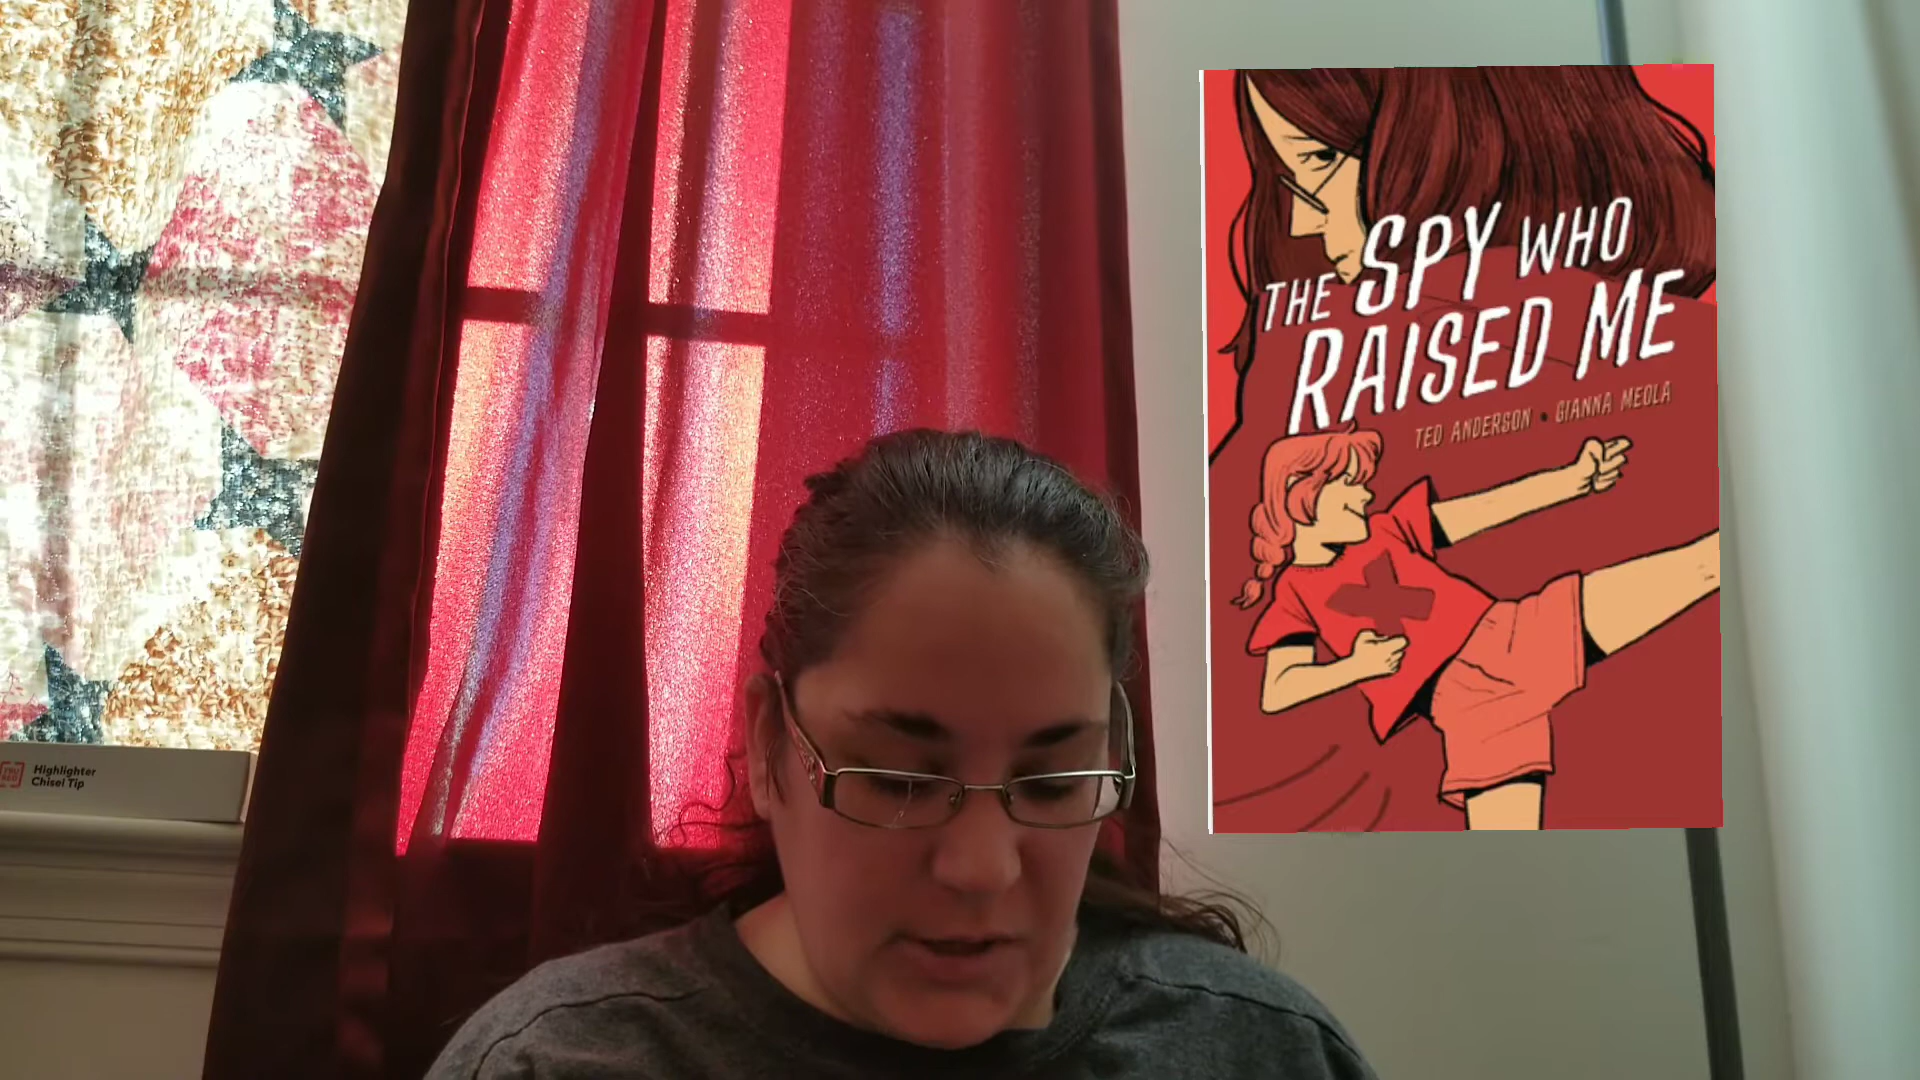 THE SPY WHO
RAISED ME
TED ANDERSON • GIANNA MEOLA
Highlighter
Chisel Tip